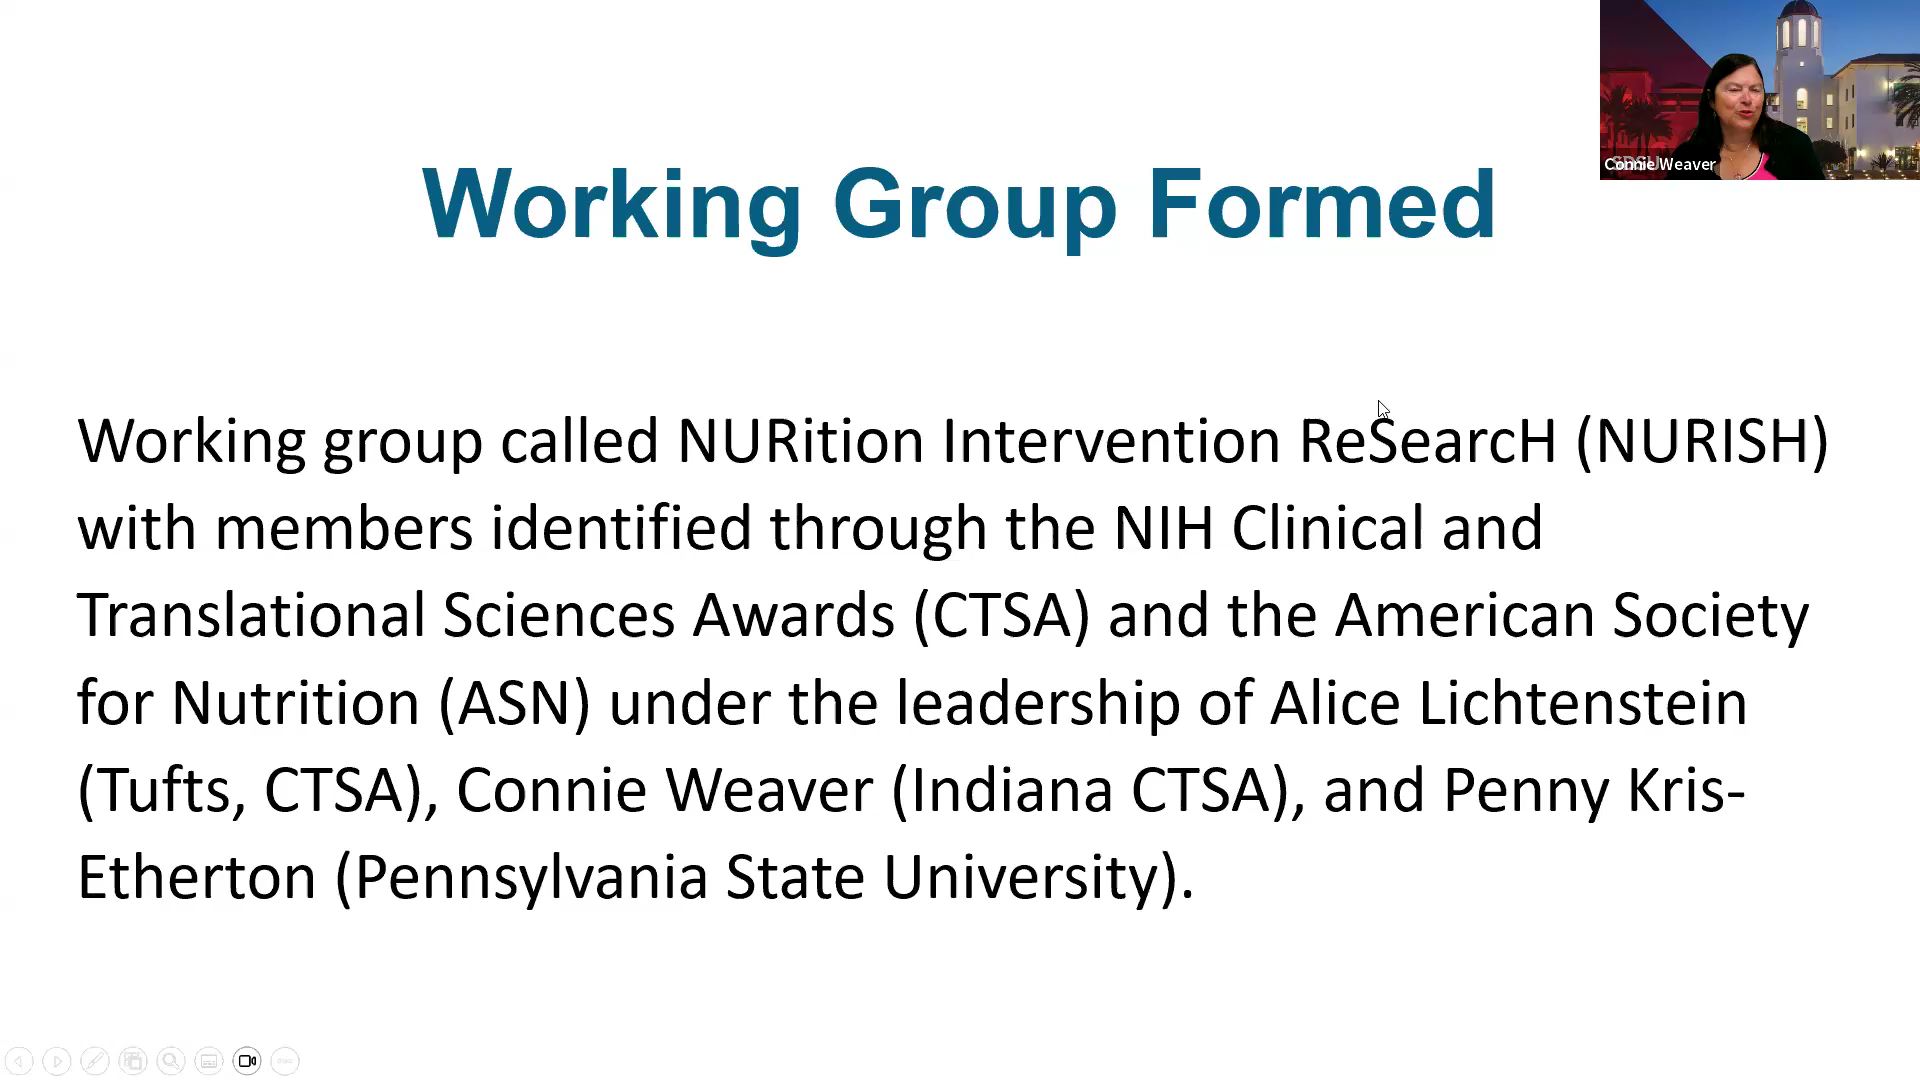 Working Group Formed
Connie Weaver
Working group called NURition Intervention ReSearcH (NURISH)
with members identified through the NIH Clinical and
Translational Sciences Awards (CTSA) and the American Society
for Nutrition (ASN) under the leadership of Alice Lichtenstein
(Tufts, CTSA), Connie Weaver (Indiana CTSA), and Penny Kris-
Etherton (Pennsylvania State University).